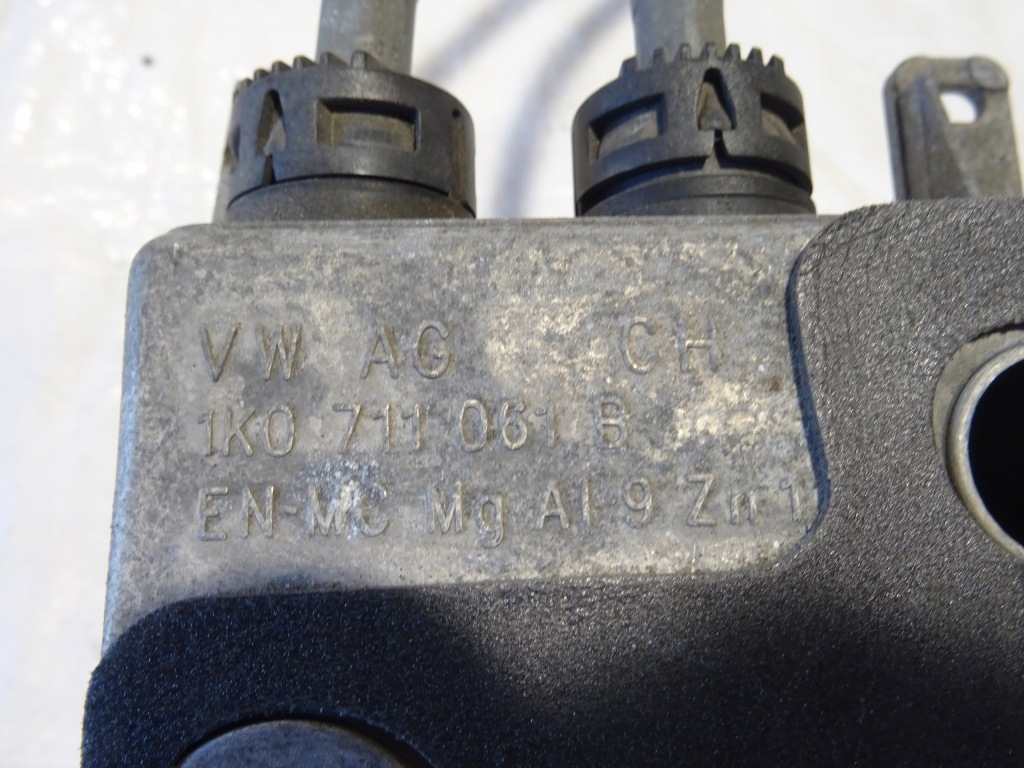 VW AG CH
1K0 711 061 B
EN-MC Mg Al 9 Zn 1